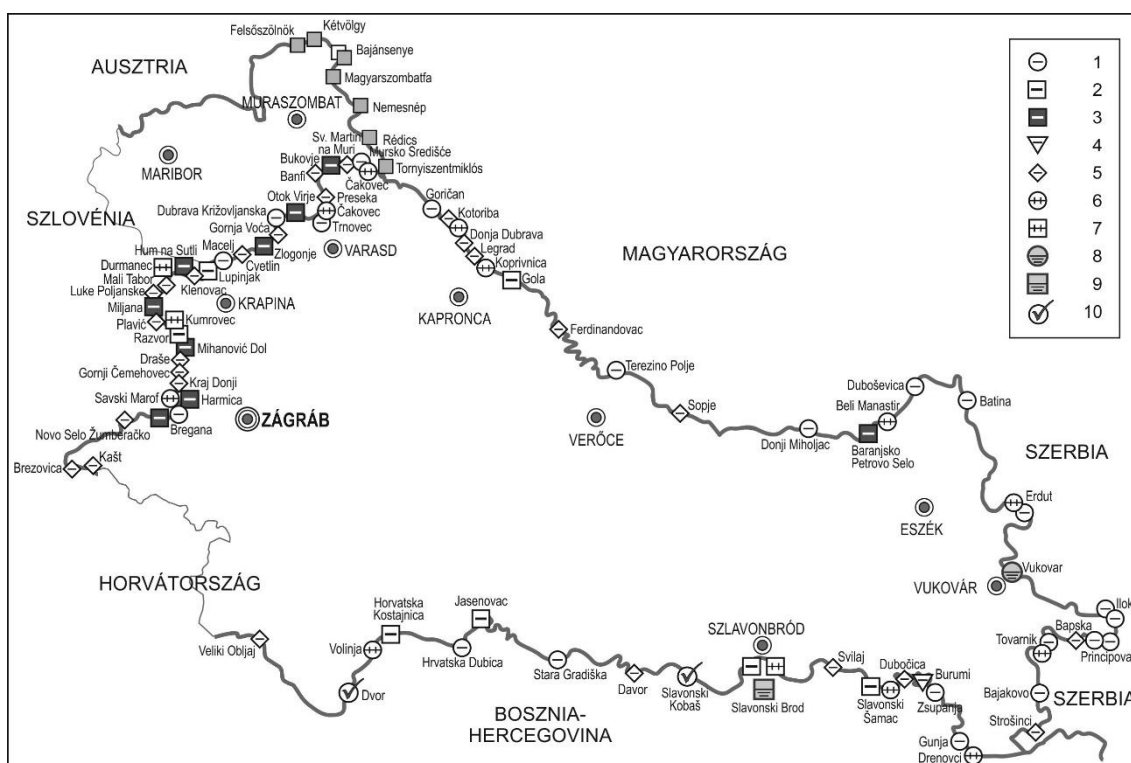 Felsőszölnök
Kétvölgy
Bajánsenye
AUSZTRIA
Magyarszombatfa
MURASZOMBAT
Nemesnép
Sv. Martin
na Muri
Rédics
Mursko Središće
Bukovje
Tornyiszentmiklós
Banfi
MARIBOR
Čakovec
Otok Virje
Preseka
Čakovec
Goričan
Dubrava Križovljanska
Kotoriba
SZLOVÉNIA
Gornja Voća
Trnovec
Donja Dubrava
Hum na Sutli
Macelj
Legrad
Zlogonje
VARASD
Koprivnica
MAGYARORSZÁG
Durmanec
Cvetlin
Gola
Mali Tabor
Lupinjak
Luke Poljanske
Klenovac
Miljana
KRAPINA
KAPRONCA
Plavić
Kumrovec
Ferdinandovac
Razvor
Mihanović Dol
Draše
Terezino Polje
Gornji Čemehovec
Kraj Donji
Duboševica
Savski Marof
Harmica
Beli Manastir
Batina
Sopje
ZÁGRÁB
VERŐCE
Novo Selo Žumberačko
Bregana
Donji Miholjac
Baranjsko
Petrovo Selo
SZERBIA
Brezovica
Kašt
Erdut
ESZÉK
Vukovar
HORVÁTORSZÁG
VUKOVÁR
Jasenovac
Ilok
Horvatska
Kostajnica
SZLAVONBRÓD
Bapska
Tovarnik
Veliki Obljaj
Volinja
Svilaj
Principovac
Hrvatska Dubica
Dubočica
Stara Gradiška
Burumi
Dvor
Davor
Slavonski
Kobaš
Slavonski Brod
Slavonski
Šamac
Zsupanja
Bajakovo
SZERBIA
BOSZNIA-
HERCEGOVINA
Strošinci
Gunja
Drenovci
1
2
3
4
5
6
7
8
9
10